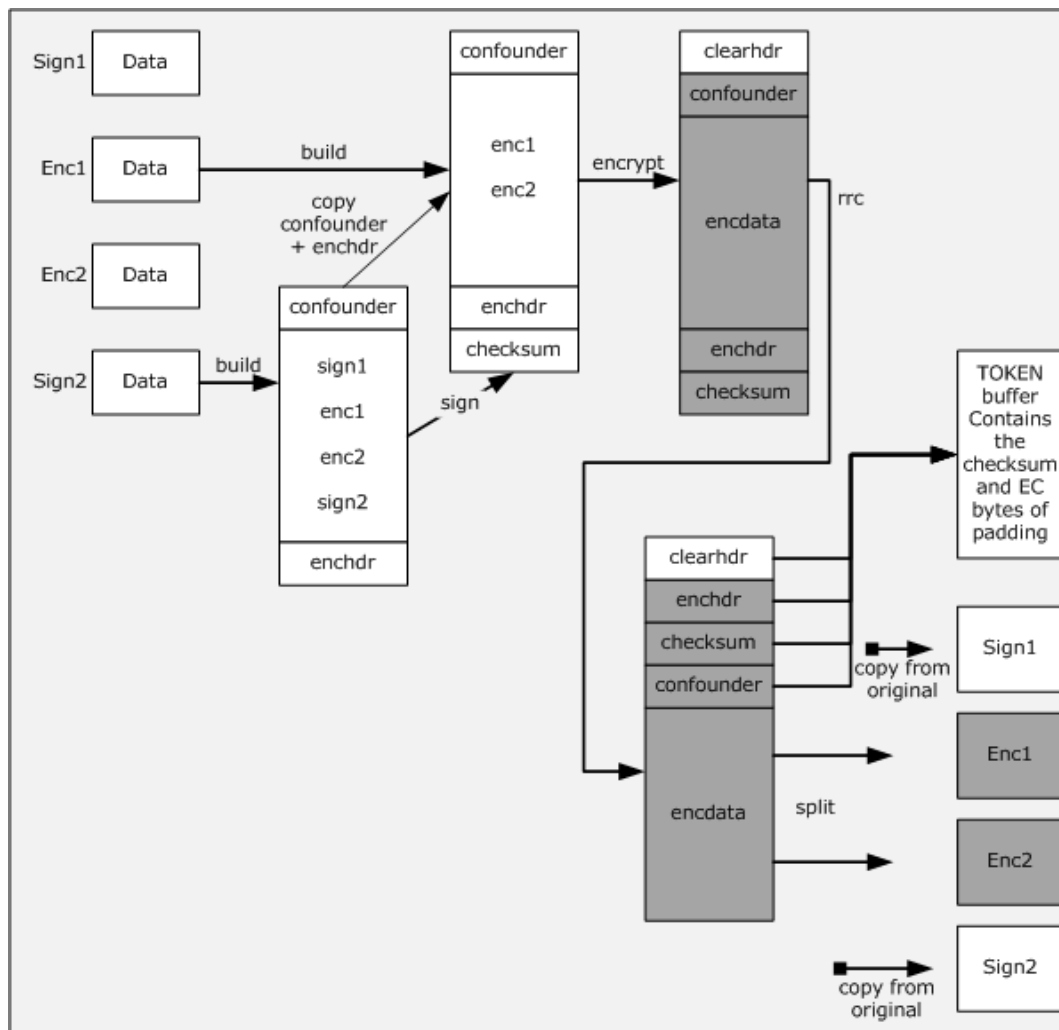 Sign1
Data
Enc1
Data
Enc2
Data
Sign2
Data
build
build
copy
confounder
+ enchdr
confounder
sign1
enc1
enc2
sign2
enchdr
sign
confounder
enc1
enc2
enchdr
checksum
encrypt
clearhdr
confounder
encdata
enchdr
checksum
rrc
clearhdr
enchdr
checksum
confounder
encdata
split
TOKEN
buffer
Contains
the
checksum
and EC
bytes of
padding
copy from
original
Sign1
Enc1
Enc2
copy from
original
Sign2